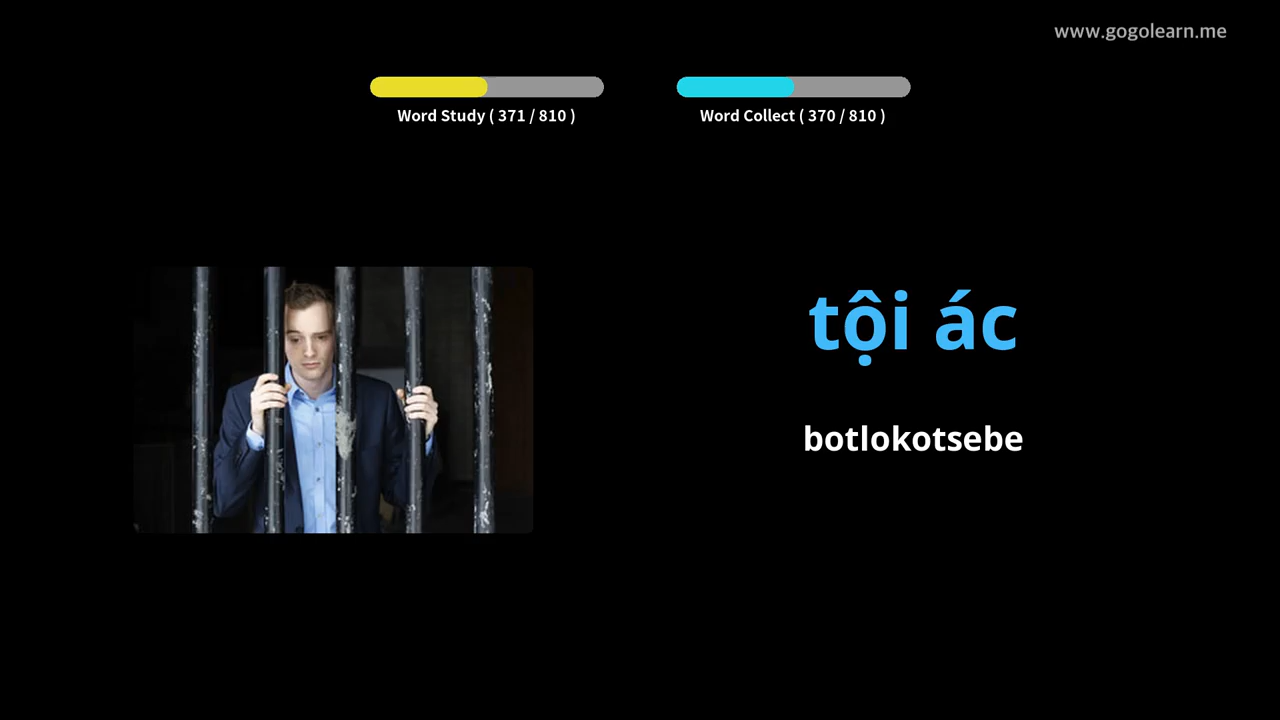 www.gogolearn.me
Word Study ( 371 / 810 )
Word Collect ( 370 / 810 )
tội ác
botlokotsebe